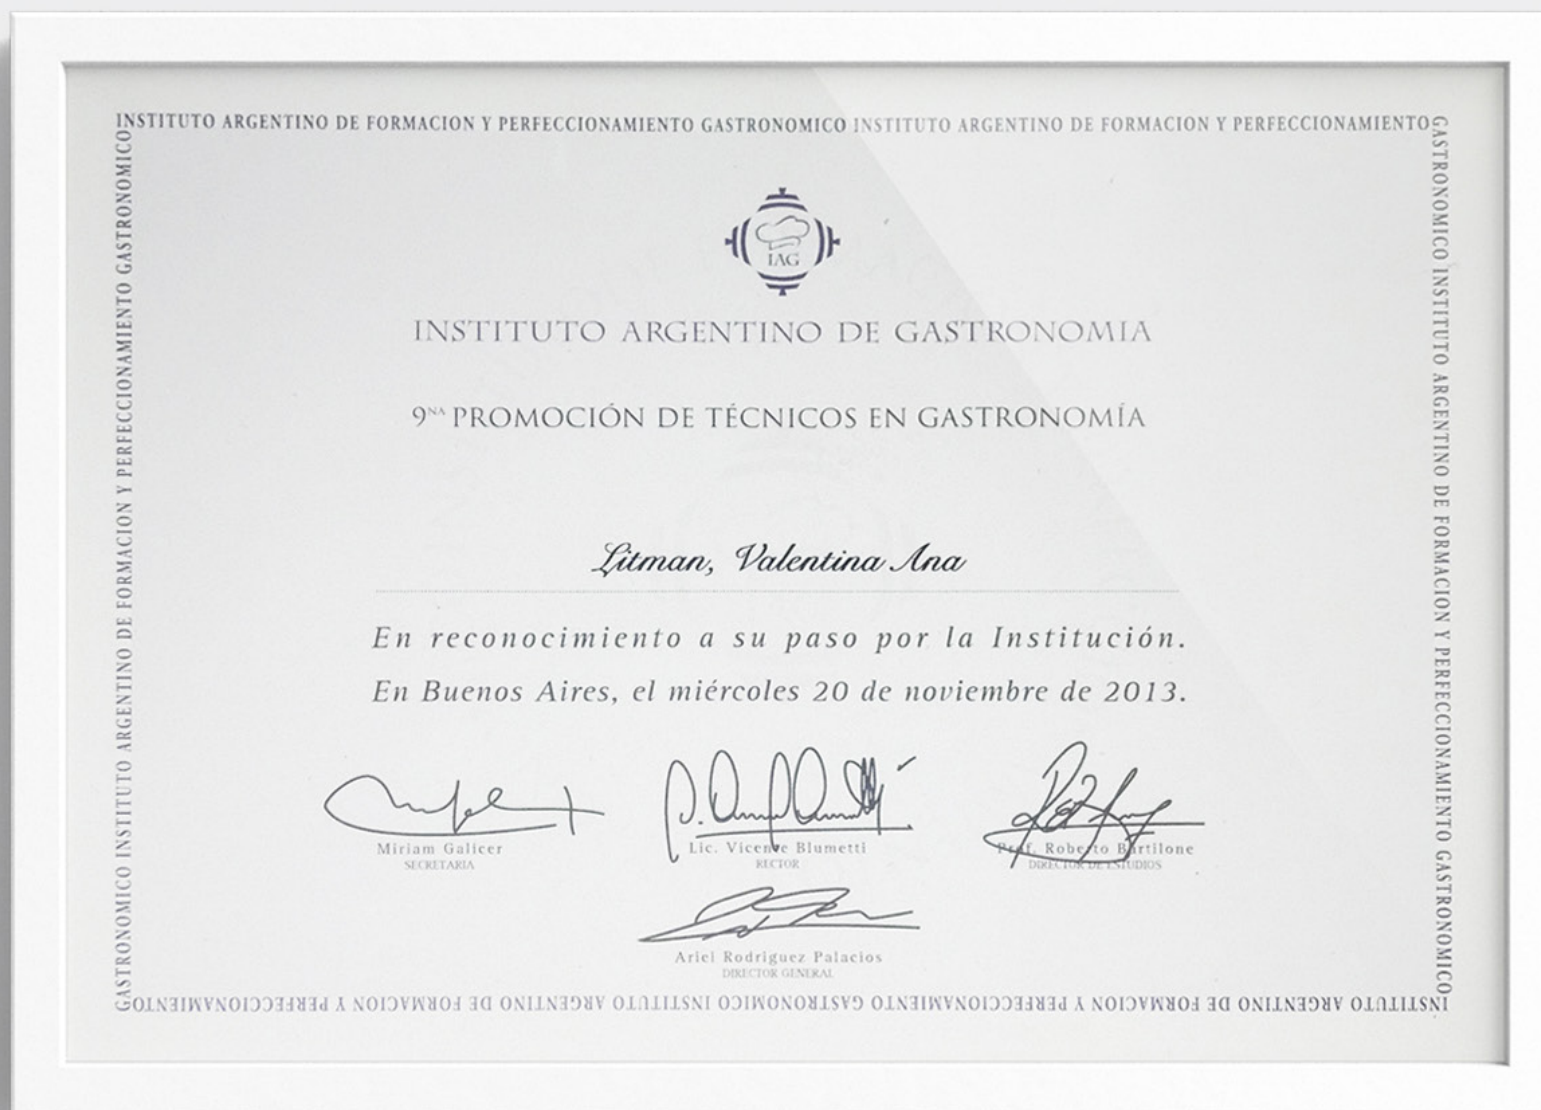 INSTITUTO ARGENTINO DE FORMACION Y PERFECCIONAMIENTO GASTRONOMICO INSTITUTO ARGENTINO DE FORMACION Y PERFECCIONAMIENTO
GASTRONOMICO INSTITUTO ARGENTINO DE FORMACION Y PERFECCIONAMIENTO GASTRONOMICO
IAG
INSTITUTO ARGENTINO DE GASTRONOMIA
9NA PROMOCIÓN DE TÉCNICOS EN GASTRONOMÍA
Litman, Valentina Ana
En reconocimiento a su paso por la Institución.
En Buenos Aires, el miércoles 20 de noviembre de 2013.
Miriam Galicer
SECRETARIA
Lic. Vicente Blumetti
RECTOR
Prof. Roberto Bartilone
DIRECTOR DE ESTUDIOS
Ariel Rodriguez Palacios
DIRECTOR GENERAL
INSTITUTO ARGENTINO DE FORMACION Y PERFECCIONAMIENTO GASTRONOMICO INSTITUTO ARGENTINO DE FORMACION Y PERFECCIONAMIENTO
GASTRONOMICO INSTITUTO ARGENTINO DE FORMACION Y PERFECCIONAMIENTO GASTRONOMICO